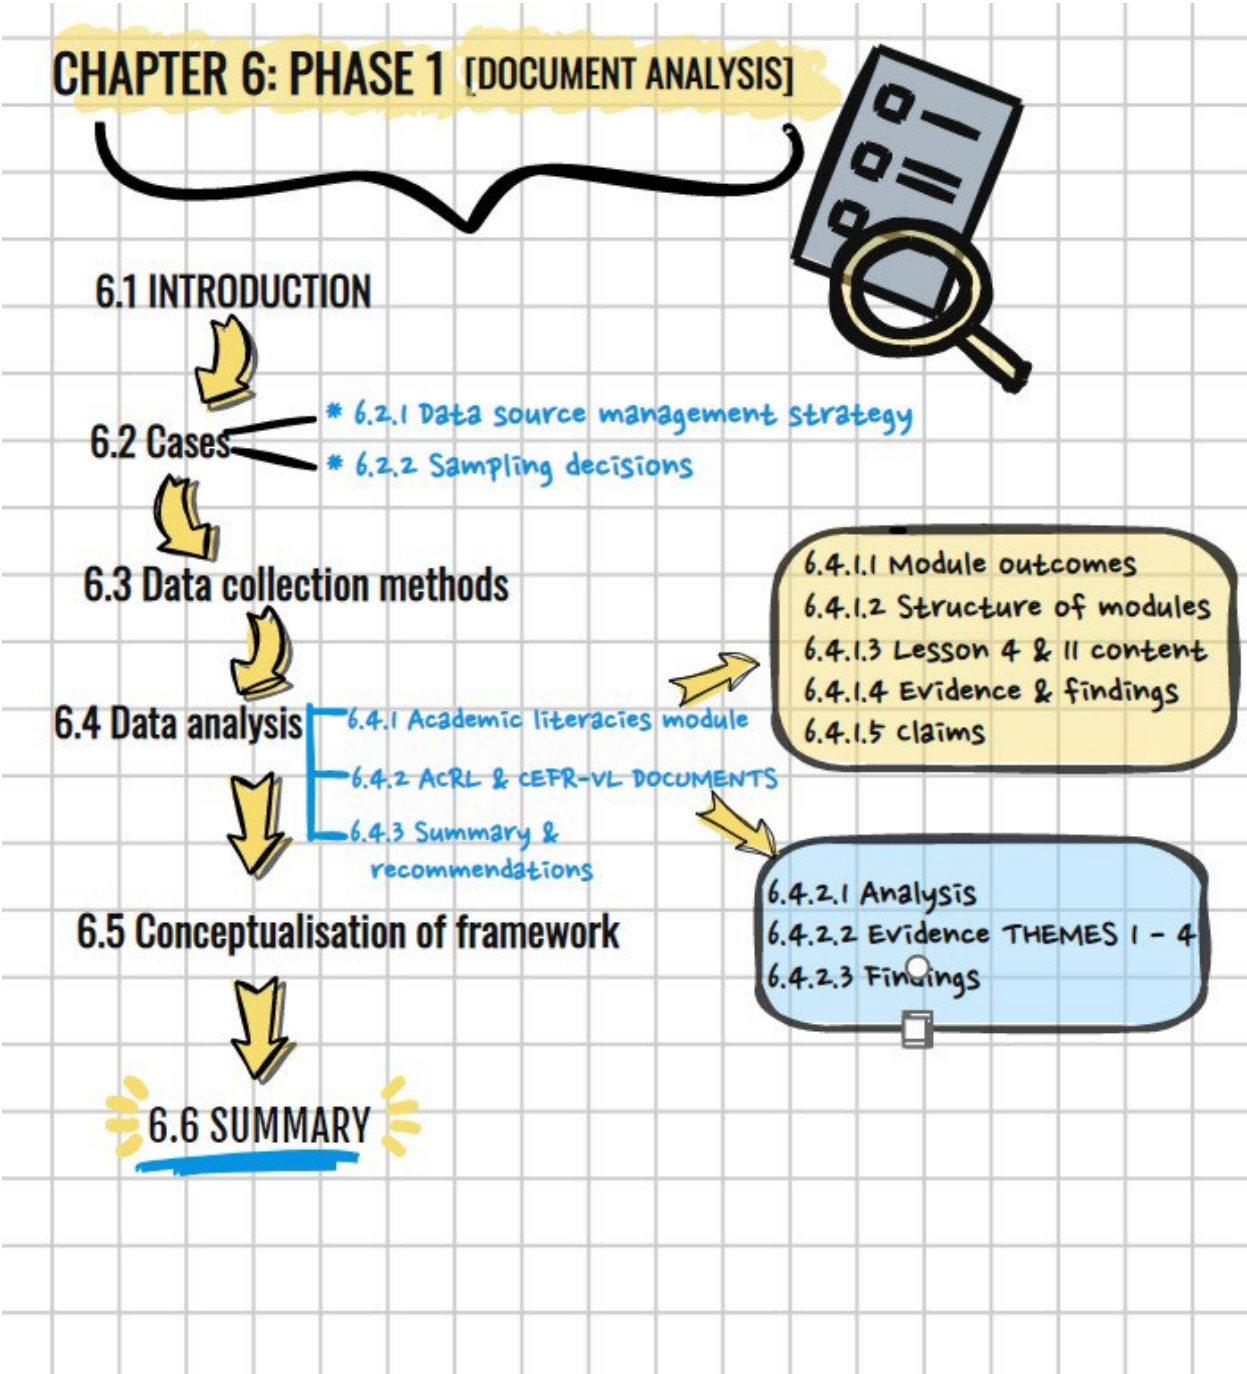 CHAPTER 6: PHASE 1 [DOCUMENT ANALYSIS]
6.1 INTRODUCTION
6.2 Cases
* 6.2.1 Data source management strategy
* 6.2.2 Sampling decisions
6.3 Data collection methods
6.4 Data analysis
6.4.1 Academic literacies module
6.4.2 ACRL & CEFR-VL DOCUMENTS
6.4.3 Summary &
recommendations
6.4.1.1 Module outcomes
6.4.1.2 Structure of modules
6.4.1.3 Lesson 4 & 11 content
6.4.1.4 Evidence & findings
6.4.1.5 Claims
6.4.2.1 Analysis
6.4.2.2 Evidence THEMES 1 - 4
6.4.2.3 Findings
6.5 Conceptualisation of framework
6.6 SUMMARY